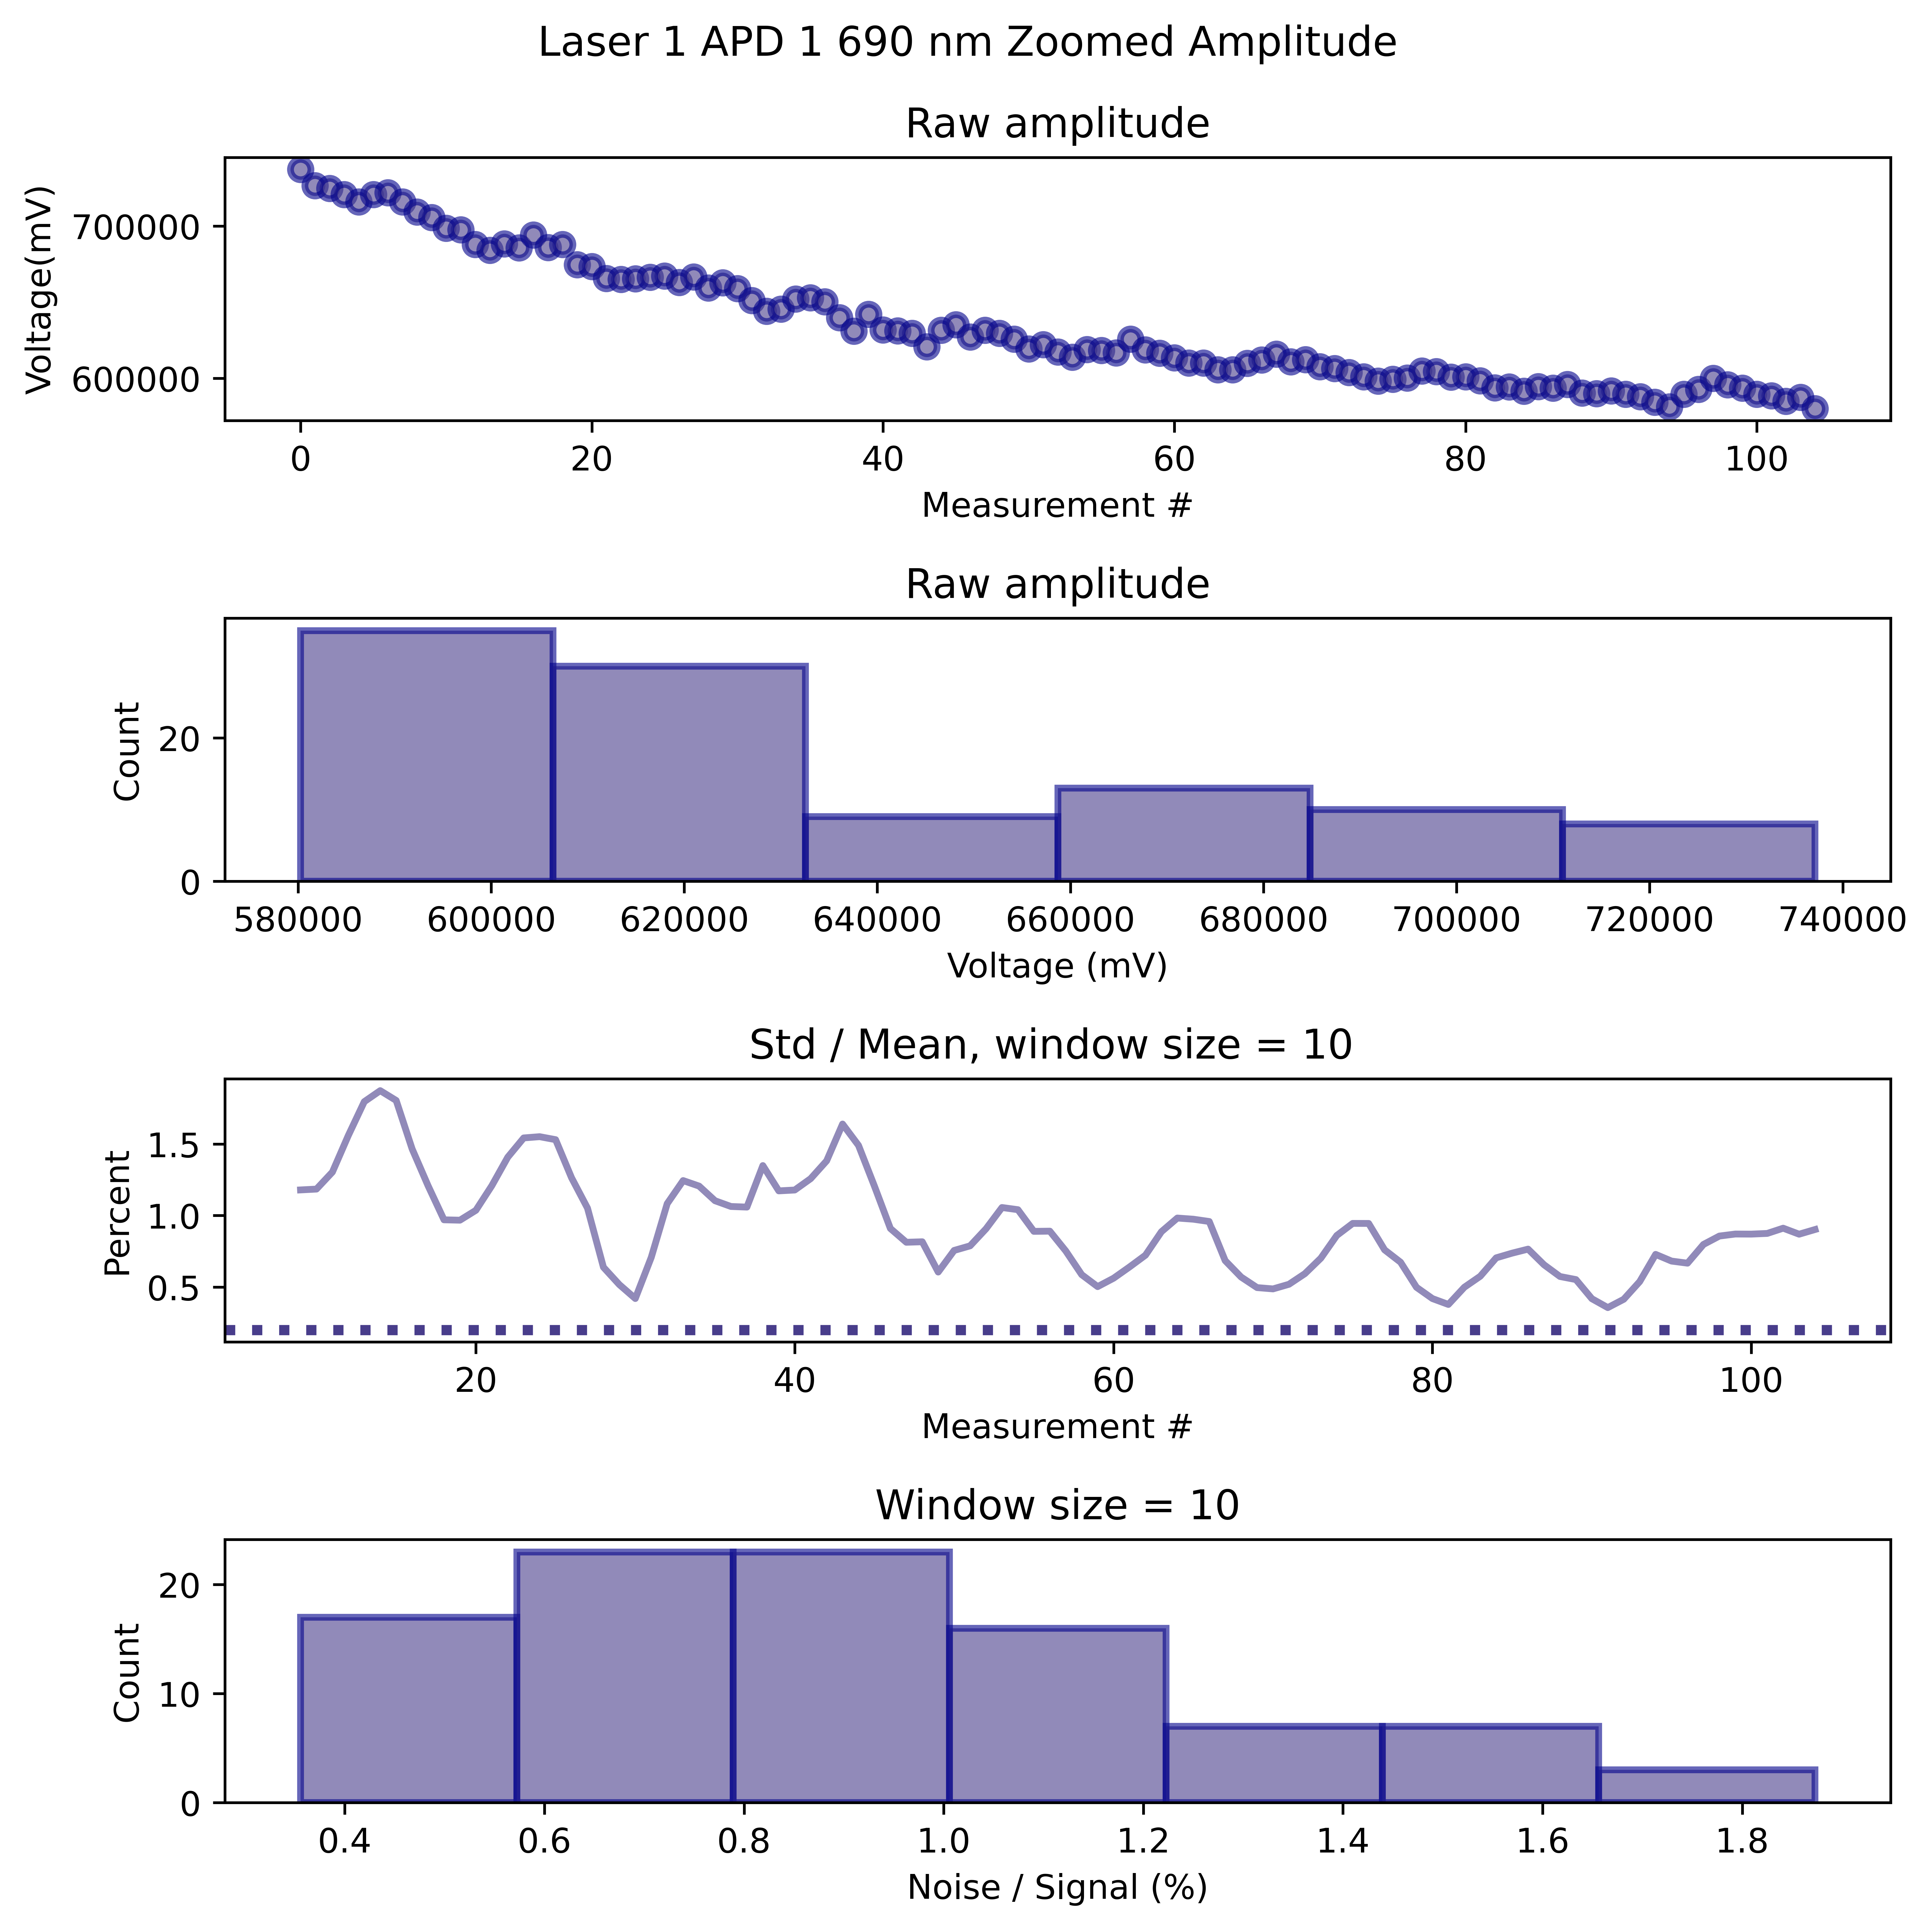 Laser 1 APD 1 690 nm Zoomed Amplitude
Raw amplitude
Voltage(mV)
700000
600000
0 20 40 60 80 100
Measurement #
Raw amplitude
Count
20
0
580000 600000 620000 640000 660000 680000 700000 720000 740000
Voltage (mV)
Std / Mean, window size = 10
Percent
1.5
1.0
0.5
20 40 60 80 100
Measurement #
Window size = 10
Count
20
10
0
0.4 0.6 0.8 1.0 1.2 1.4 1.6 1.8
Noise / Signal (%)